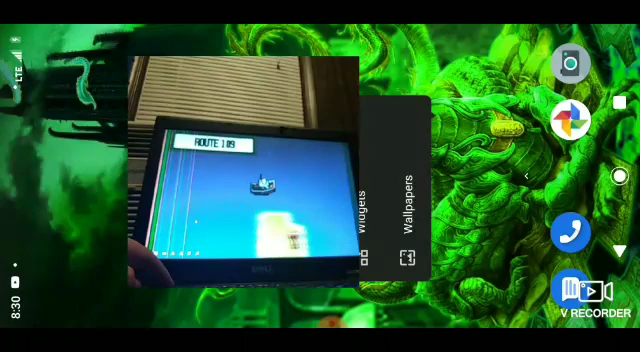 LTE
8:30
ROUTE 109
DELL
Widgets
Wallpapers
V RECORDER